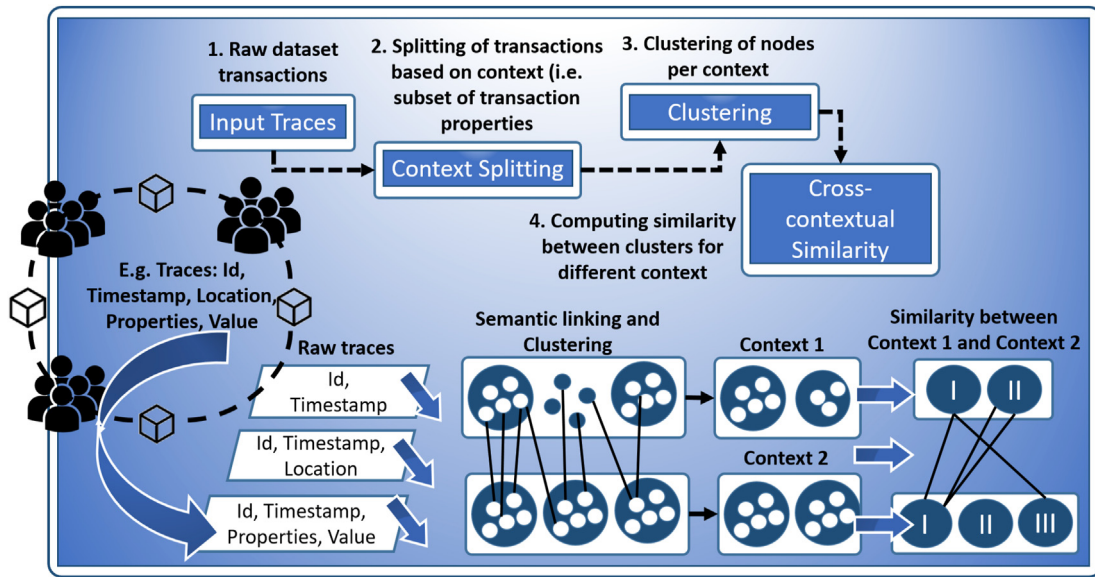 1. Raw dataset
transactions
2. Splitting of transactions
based on context (i.e.
subset of transaction
properties
3. Clustering of nodes
per context
Input Traces
Context Splitting
Clustering
Cross-
contextual
Similarity
4. Computing similarity
between clusters for
different context
E.g. Traces: Id,
Timestamp, Location,
Properties, Value
Raw traces
Id,
Timestamp
Id, Timestamp,
Location
Id, Timestamp,
Properties, Value
Semantic linking and
Clustering
Context 1
Context 2
Similarity between
Context 1 and Context 2
I
II
I
II
III